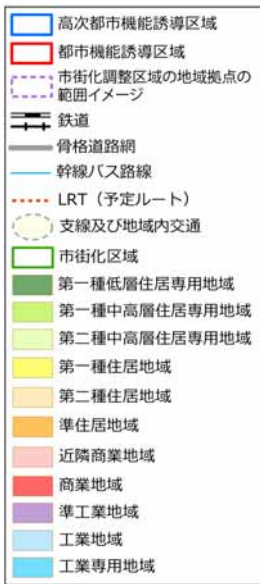 高次都市機能誘導区域
都市機能誘導区域
市街化調整区域の地域拠点の
範囲イメージ
鉄道
骨格道路網
幹線バス路線
LRT（予定ルート）
支線及び地域内交通
市街化区域
第一種低層住居専用地域
第一種中高層住居専用地域
第二種中高層住居専用地域
第一種住居地域
第二種住居地域
準住居地域
近隣商業地域
商業地域
準工業地域
工業地域
工業専用地域